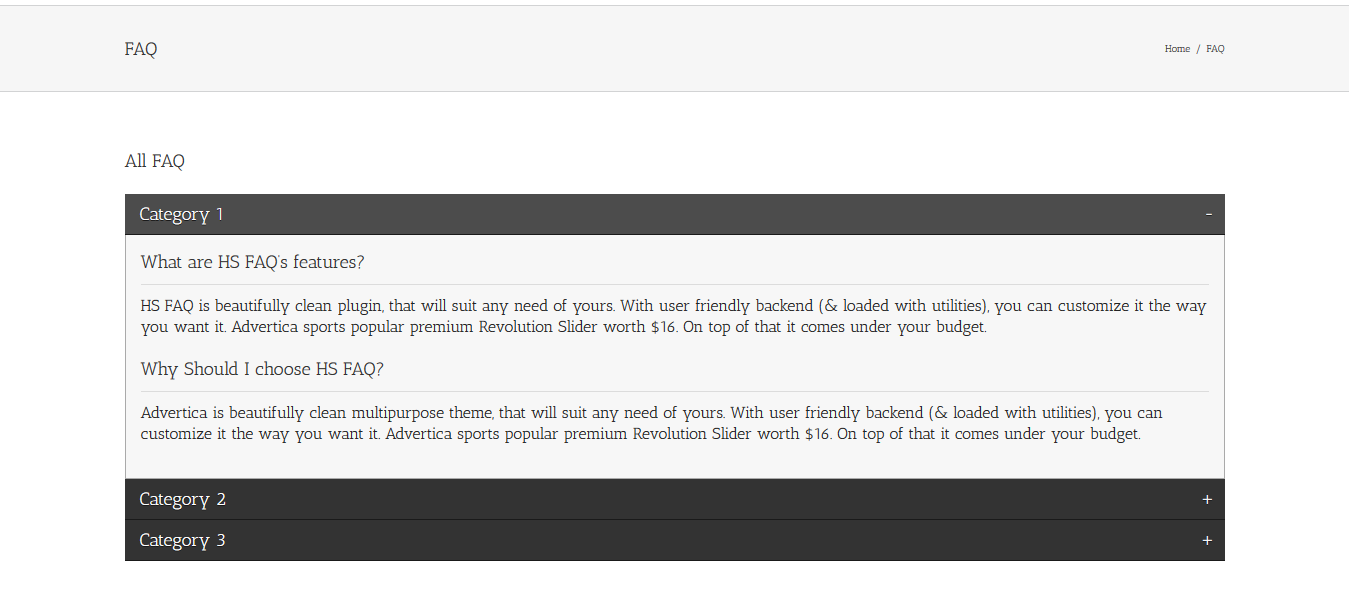 FAQ
Home / FAQ
All FAQ
Category 1 -
What are HS FAQ's features?
HS FAQ is beautifully clean plugin, that will suit any need of yours. With user friendly backend (& loaded with utilities), you can customize it the way
you want it. Advertica sports popular premium Revolution Slider worth $16. On top of that it comes under your budget.
Why Should I choose HS FAQ?
Advertica is beautifully clean multipurpose theme, that will suit any need of yours. With user friendly backend (& loaded with utilities), you can
customize it the way you want it. Advertica sports popular premium Revolution Slider worth $16. On top of that it comes under your budget.
Category 2 +
Category 3 +